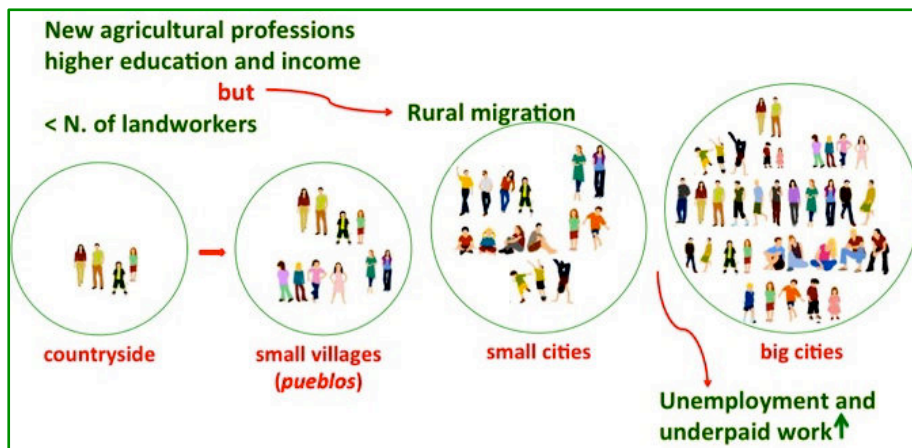 New agricultural professions
higher education and income
but
< N. of landworkers
Rural migration
countryside
small villages
(pueblos)
small cities
big cities
Unemployment and
underpaid work↑